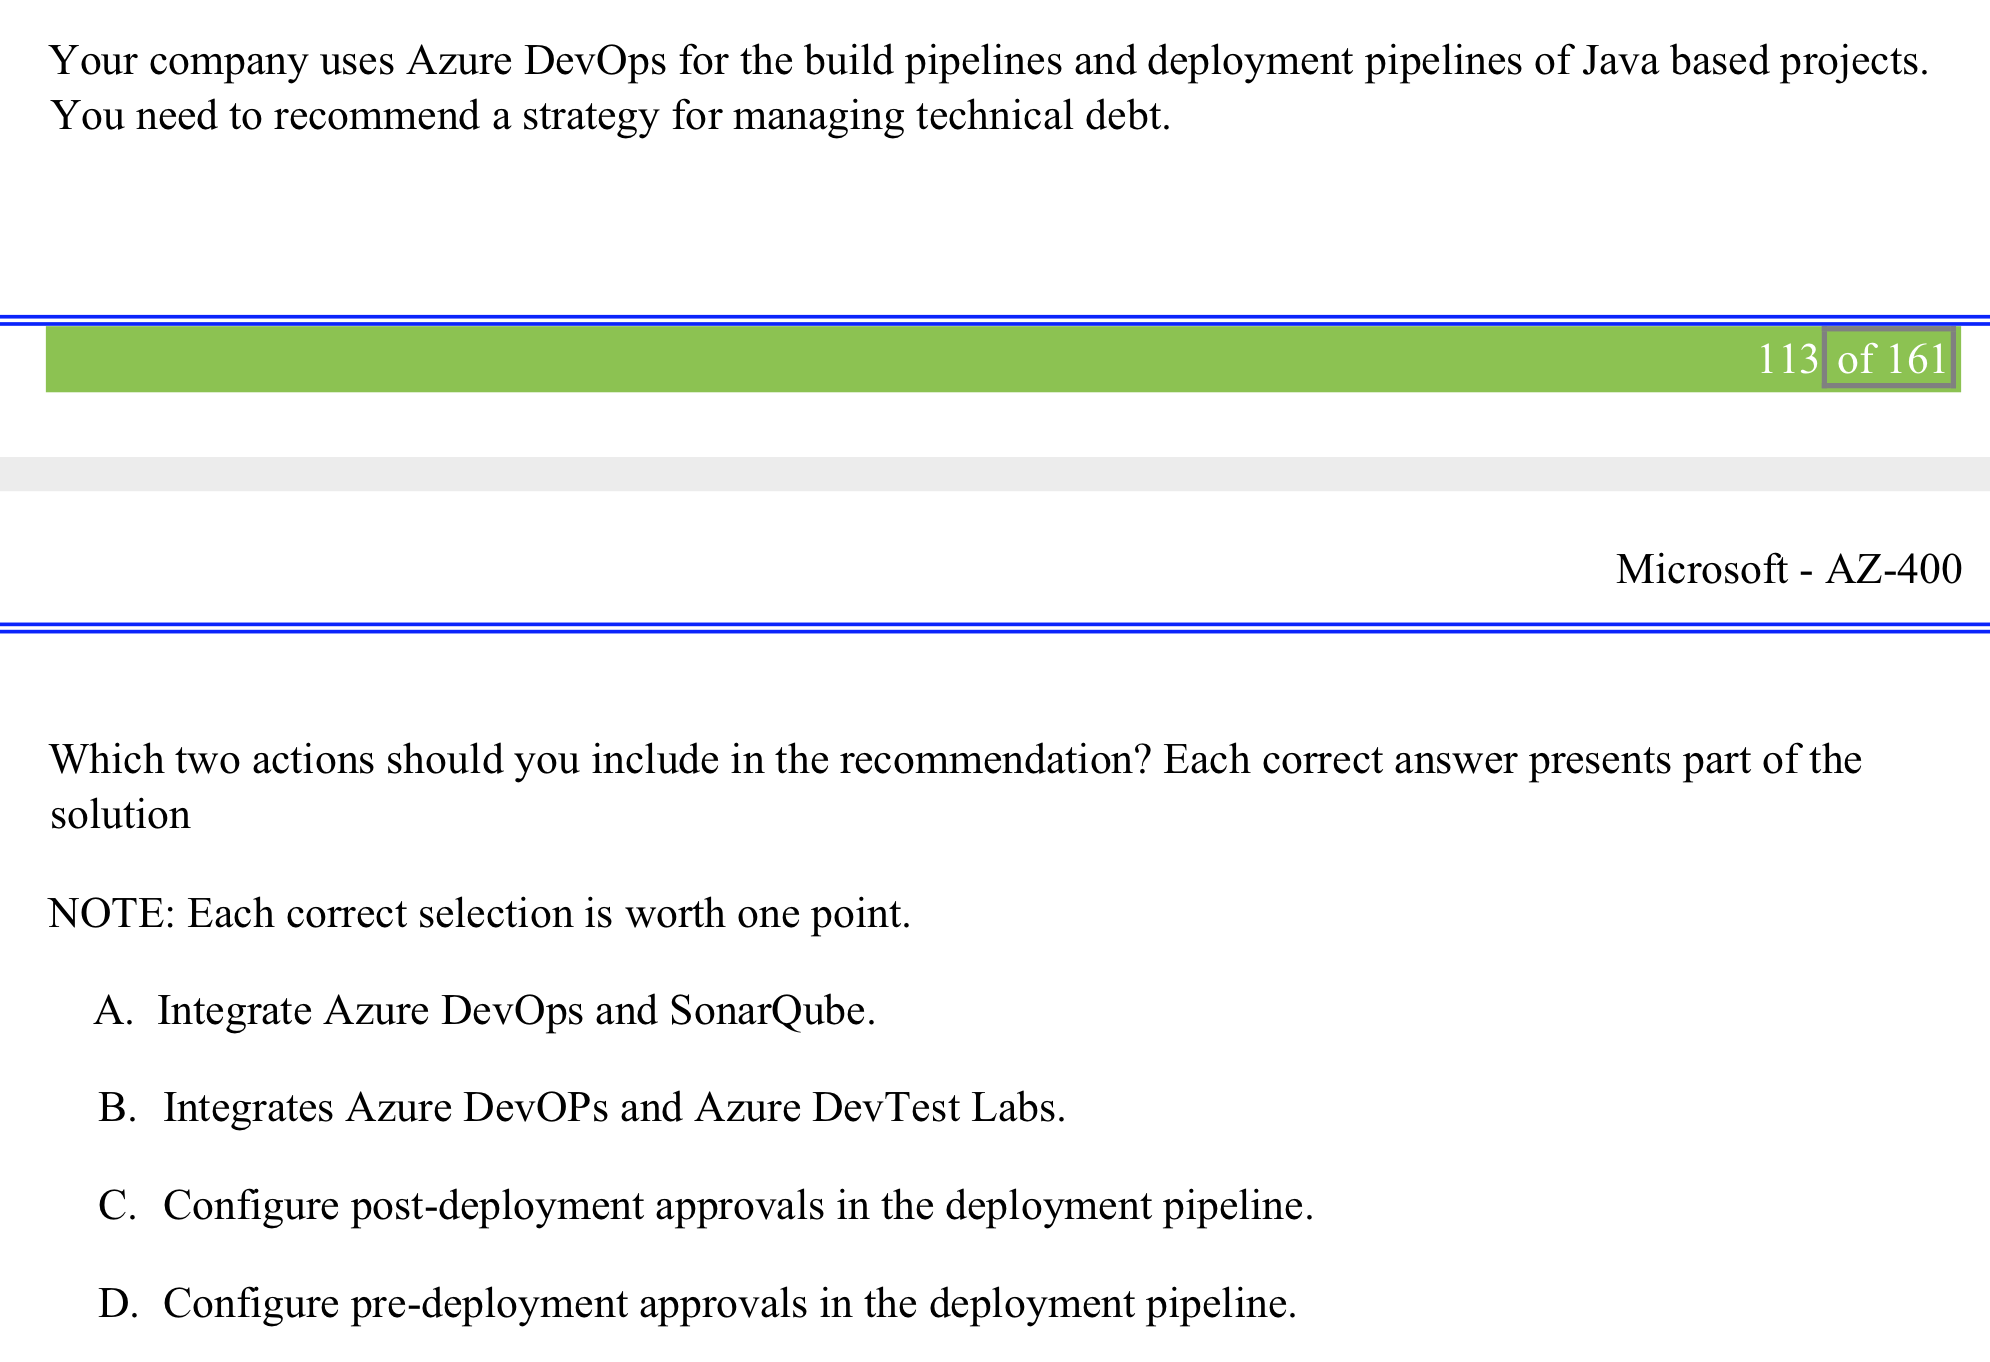 Your company uses Azure DevOps for the build pipelines and deployment pipelines of Java based projects.
You need to recommend a strategy for managing technical debt.
113 of 161
Microsoft - AZ-400
Which two actions should you include in the recommendation? Each correct answer presents part of the
solution
NOTE: Each correct selection is worth one point.
A. Integrate Azure DevOps and SonarQube.
B. Integrates Azure DevOPs and Azure DevTest Labs.
C. Configure post-deployment approvals in the deployment pipeline.
D. Configure pre-deployment approvals in the deployment pipeline.